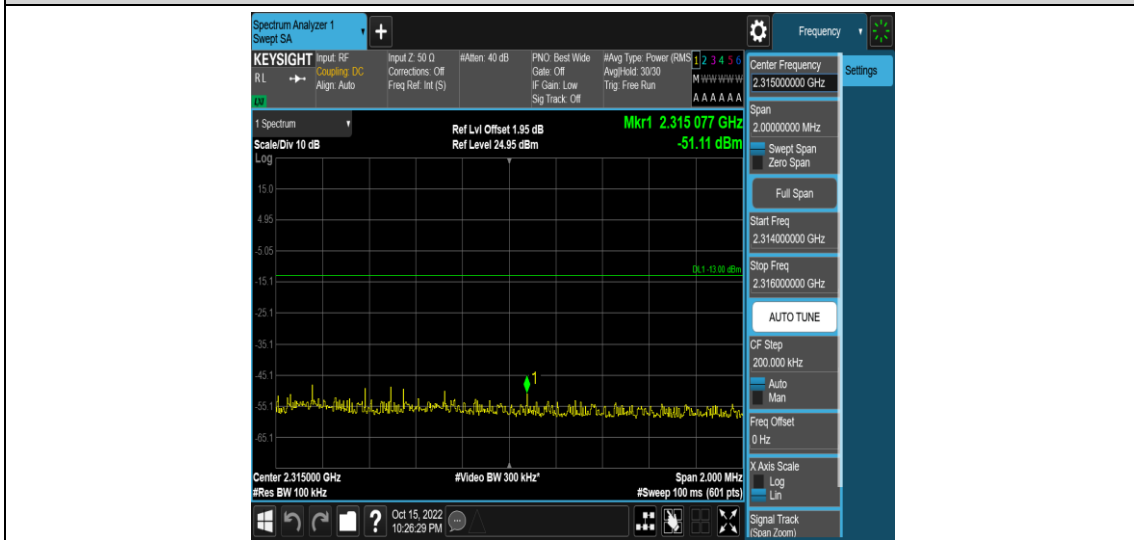 Spectrum Analyzer 1
Swept SA
+
Frequency
KEYSIGHT
RL
Input: RF
Coupling: DC
Align: Auto
Input Z: 50 Ω
Corrections: Off
Freq Ref: Int (S)
#Atten: 40 dB
PNO: Best Wide
Gate: Off
IF Gain: Low
Sig Track: Off
#Avg Type: Power (RMS
Avg|Hold: 30/30
Trig: Free Run
1 2 3 4 5 6
M W W W W W
A A A A A A
Center Frequency
2.315000000 GHz
Settings
Span
2.00000000 MHz
Swept Span
Zero Span
Full Span
Start Freq
2.314000000 GHz
Stop Freq
2.316000000 GHz
AUTO TUNE
CF Step
200.000 kHz
Auto
Man
Freq Offset
0 Hz
X Axis Scale
Log
Lin
Signal Track
(Span Zoom)
1 Spectrum
Scale/Div 10 dB
Log
Ref Lvl Offset 1.95 dB
Ref Level 24.95 dBm
Mkr1 2.315 077 GHz
-51.11 dBm
15.0
4.95
-5.05
DL1 -13.00 dBm
-15.1
-25.1
-35.1
-45.1
1
-55.1
-65.1
Center 2.315000 GHz
#Video BW 300 kHz*
Span 2.000 MHz
#Res BW 100 kHz
#Sweep 100 ms (601 pts)
?
Oct 15, 2022
10:26:29 PM